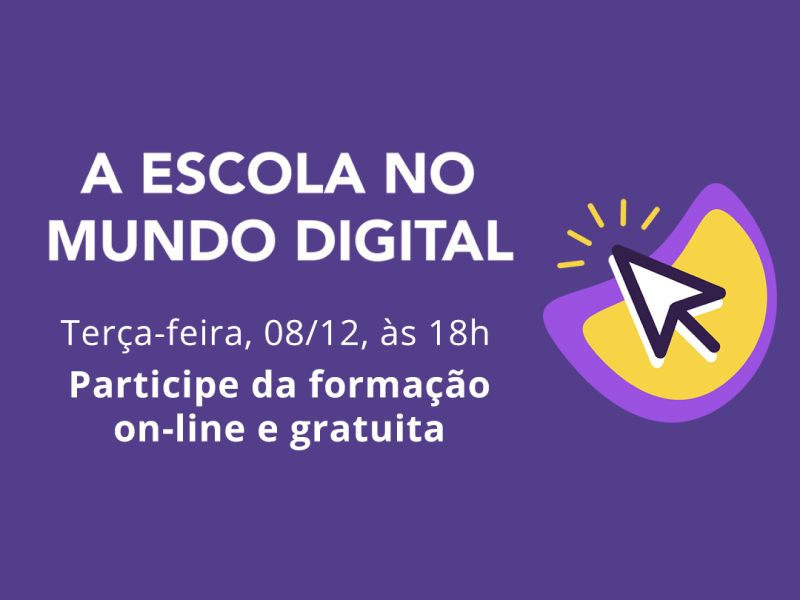 A ESCOLA NO
MUNDO DIGITAL
Terça-feira, 08/12, às 18h
Participe da formação
on-line e gratuita